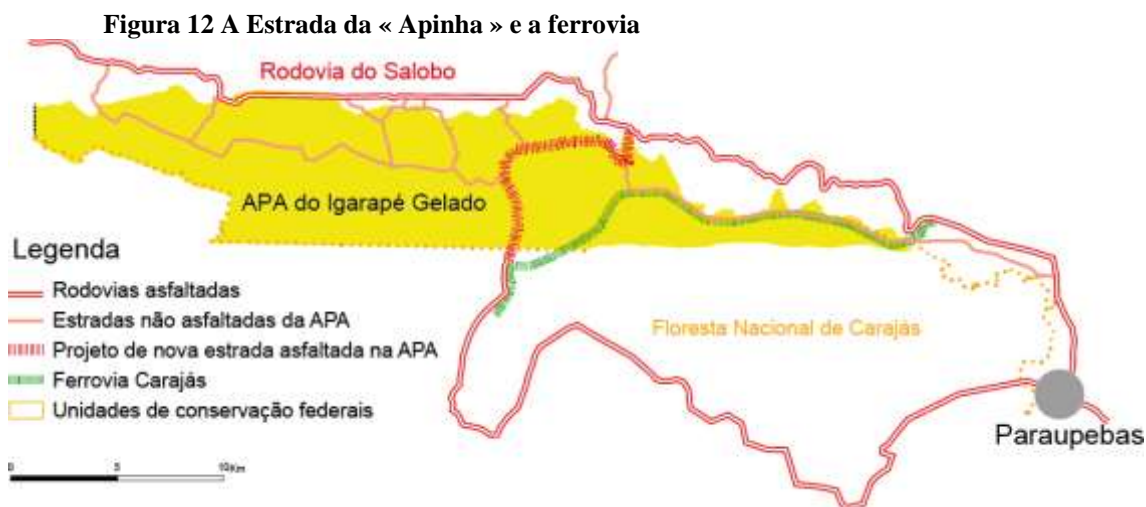 Figura 12 A Estrada da « Apinha » e a ferrovia
Rodovia do Salobo
APA do Igarapé Gelado
Legenda
Rodovias asfaltadas
Estradas não asfaltadas da APA
Projeto de nova estrada asfaltada na APA
Ferrovia Carajás
Unidades de conservação federais
Floresta Nacional de Carajás
Paraupebas
0 5 10Km